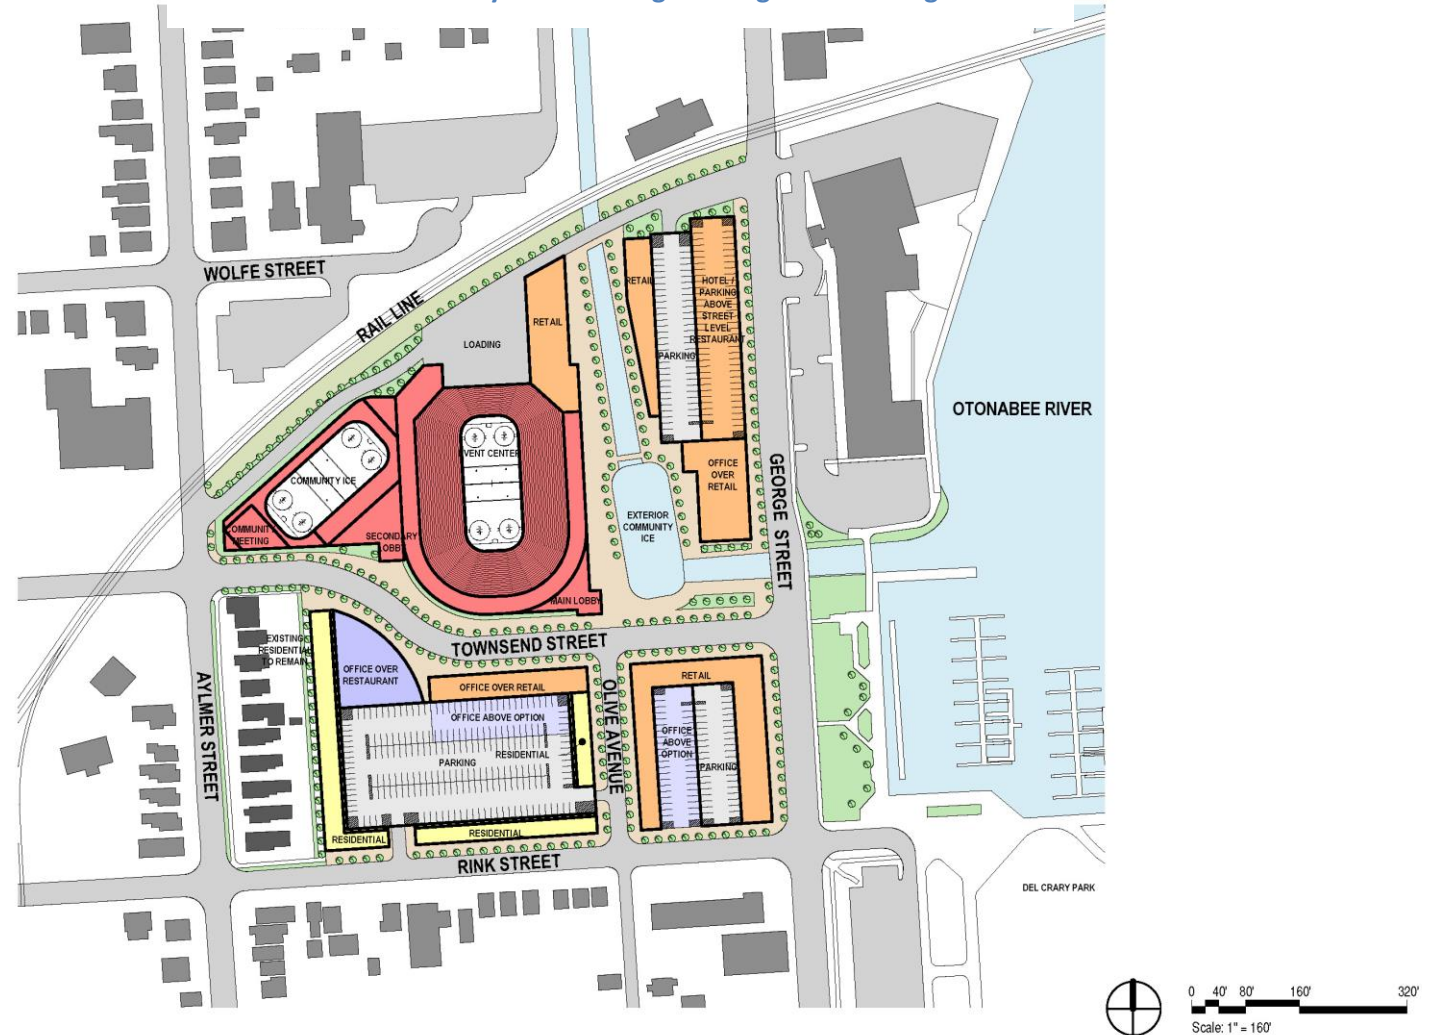 WOLFE STREET
RAIL LINE
LOADING
RETAIL
RETAIL
PARKING
HOTEL /
PARKING
ABOVE
STREET
LEVEL
RESTAURANT
OTONABEE RIVER
EVENT CENTER
COMMUNITY ICE
COMMUNITY
MEETING
SECONDARY
LOBBY
MAIN LOBBY
EXTERIOR
COMMUNITY
ICE
OFFICE
OVER
RETAIL
GEORGE STREET
TOWNSEND STREET
EXISTING
RESIDENTIAL
TO REMAIN
OFFICE OVER
RESTAURANT
OFFICE OVER RETAIL
OFFICE ABOVE OPTION
RESIDENTIAL
PARKING
AYLMER STREET
OLIVE AVENUE
RETAIL
OFFICE
ABOVE
OPTION
PARKING
RESIDENTIAL
RESIDENTIAL
RINK STREET
DEL CRARY PARK
0 40' 80' 160' 320'
Scale: 1" = 160'